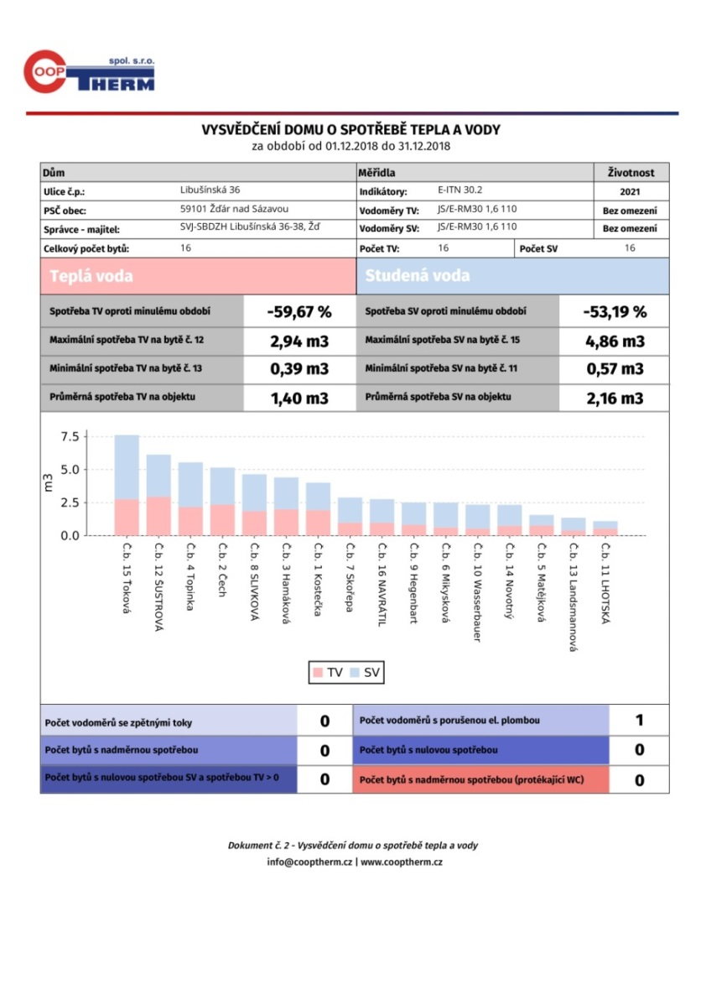 spol. s.r.o.
COOP THERM
VYSVĚDČENÍ DOMU O SPOTŘEBĚ TEPLA A VODY
za období od 01.12.2018 do 31.12.2018
Dům Měřidla Životnost
Ulice č.p.: Libušínská 36 Indikátory: E-ITN 30.2 2021
PSČ obec: 59101 Žďár nad Sázavou Vodoměry TV: JS/E-RM30 1,6 110 Bez omezení
Správce - majitel: SVJ-SBDZH Libušínská 36-38, Žď Vodoměry SV: JS/E-RM30 1,6 110 Bez omezení
Celkový počet bytů: 16 Počet TV: 16 Počet SV 16
Teplá voda Studená voda
Spotřeba TV oproti minulému období -59,67 % Spotřeba SV oproti minulému období -53,19 %
Maximální spotřeba TV na bytě č. 12 2,94 m3 Maximální spotřeba SV na bytě č. 15 4,86 m3
Minimální spotřeba TV na bytě č. 13 0,39 m3 Minimální spotřeba SV na bytě č. 11 0,57 m3
Průměrná spotřeba TV na objektu 1,40 m3 Průměrná spotřeba SV na objektu 2,16 m3
m3
7.5
5.0
2.5
0.0
Č.b. 15 Ťoková
Č.b. 12 ŠUSTROVÁ
Č.b. 4 Topinka
Č.b. 2 Čech
Č.b. 8 SLIVKOVÁ
Č.b. 3 Hamáková
Č.b. 1 Kostečka
Č.b. 7 Skořepa
Č.b. 16 NAVRÁTIL
Č.b. 9 Hegenbart
Č.b. 6 Mikysková
Č.b. 10 Wasserbauer
Č.b. 14 Novotný
Č.b. 5 Matějková
Č.b. 13 Landsmannová
Č.b. 11 LHOTSKÁ
TV SV
Počet vodoměrů se zpětnými toky 0 Počet vodoměrů s porušenou el. plombou 1
Počet bytů s nadměrnou spotřebou 0 Počet bytů s nulovou spotřebou 0
Počet bytů s nulovou spotřebou SV a spotřebou TV > 0 0 Počet bytů s nadměrnou spotřebou (protékající WC) 0
Dokument č. 2 - Vysvědčení domu o spotřebě tepla a vody
info@cooptherm.cz | www.cooptherm.cz